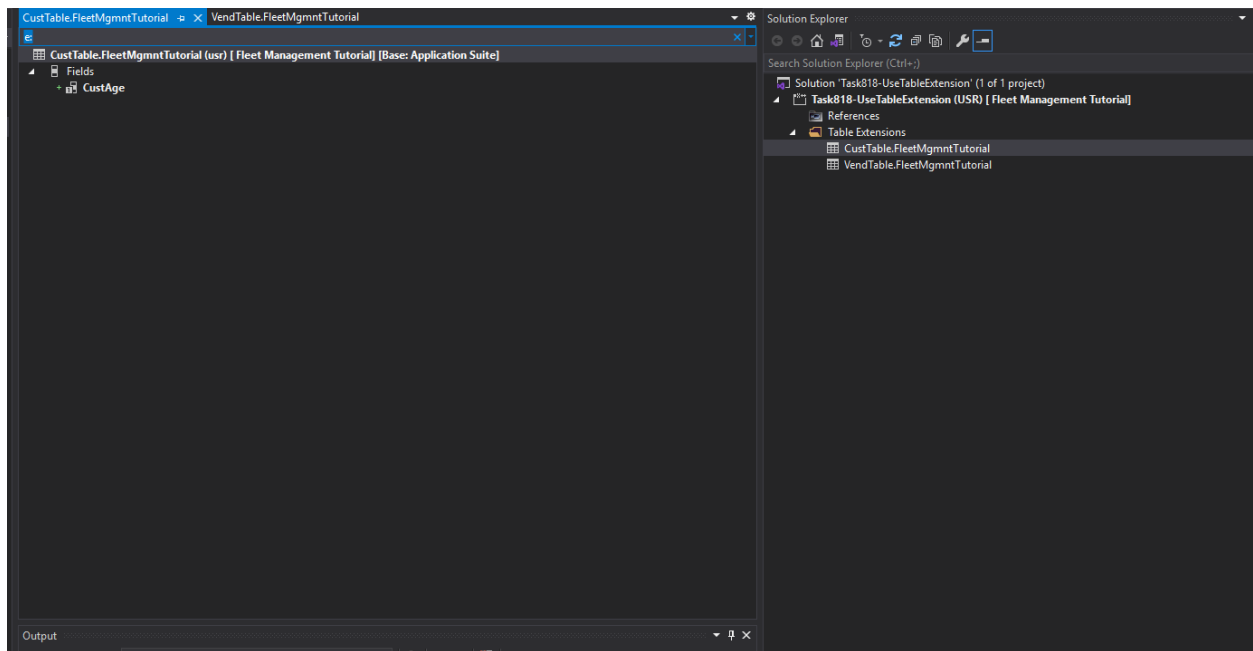 CustTable.FleetMgmntTutorial
VendTable.FleetMgmntTutorial
e:
CustTable.FleetMgmntTutorial (usr) [ Fleet Management Tutorial] [Base: Application Suite]
Fields
CustAge
Output
Solution Explorer
Search Solution Explorer (Ctrl+;)
Solution 'Task818-UseTableExtension' (1 of 1 project)
Task818-UseTableExtension (USR) [ Fleet Management Tutorial]
References
Table Extensions
CustTable.FleetMgmntTutorial
VendTable.FleetMgmntTutorial